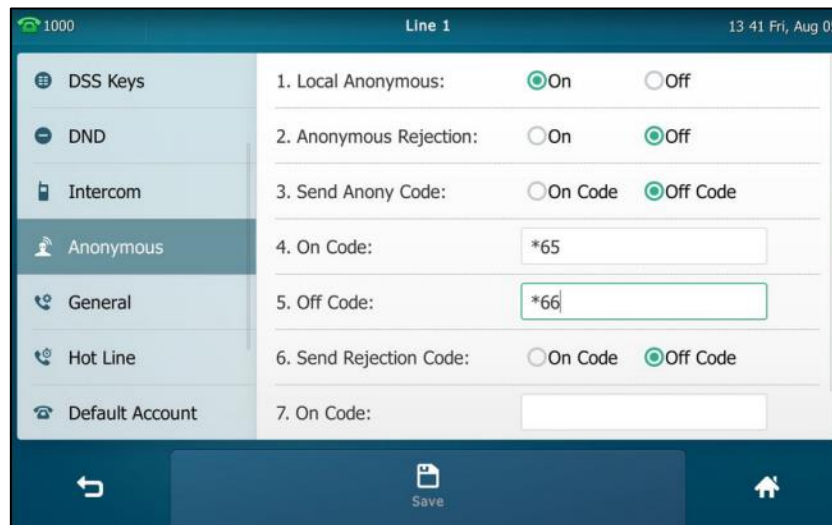 1000 Line 1 13 41 Fri, Aug 05
DSS Keys
DND
Intercom
Anonymous
General
Hot Line
Default Account
1. Local Anonymous: On Off
2. Anonymous Rejection: On Off
3. Send Anony Code: On Code Off Code
4. On Code: *65
5. Off Code: *66
6. Send Rejection Code: On Code Off Code
7. On Code:
Save